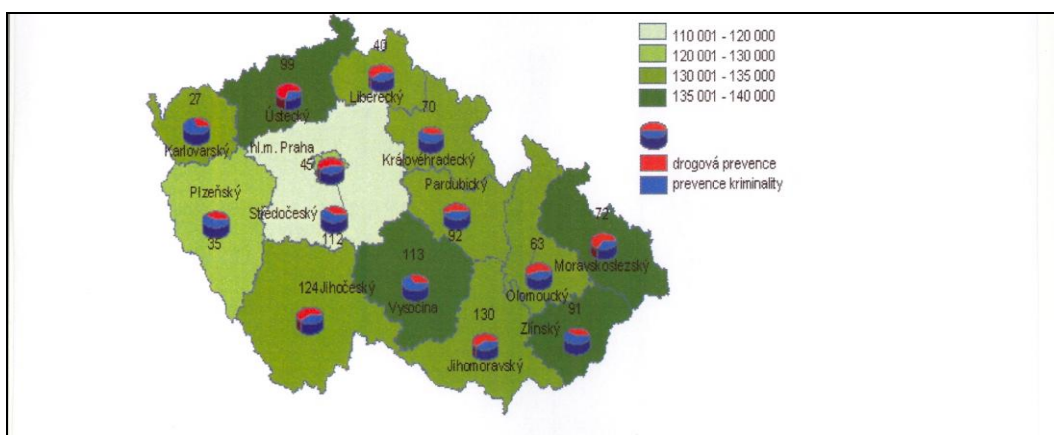 110 001 - 120 000
120 001 - 130 000
130 001 - 135 000
135 001 - 140 000
drogová prevence
prevence kriminality
40
Liberecký
99
Ústecký
27
Karlovarský
70
Královéhradecký
hl.m. Praha
45
Plzeňský
35
Středočeský
112
Pardubický
92
72
Moravskoslezský
63
Olomoucký
113
Vysočina
124 Jihočeský
91
Zlínský
130
Jihomoravský